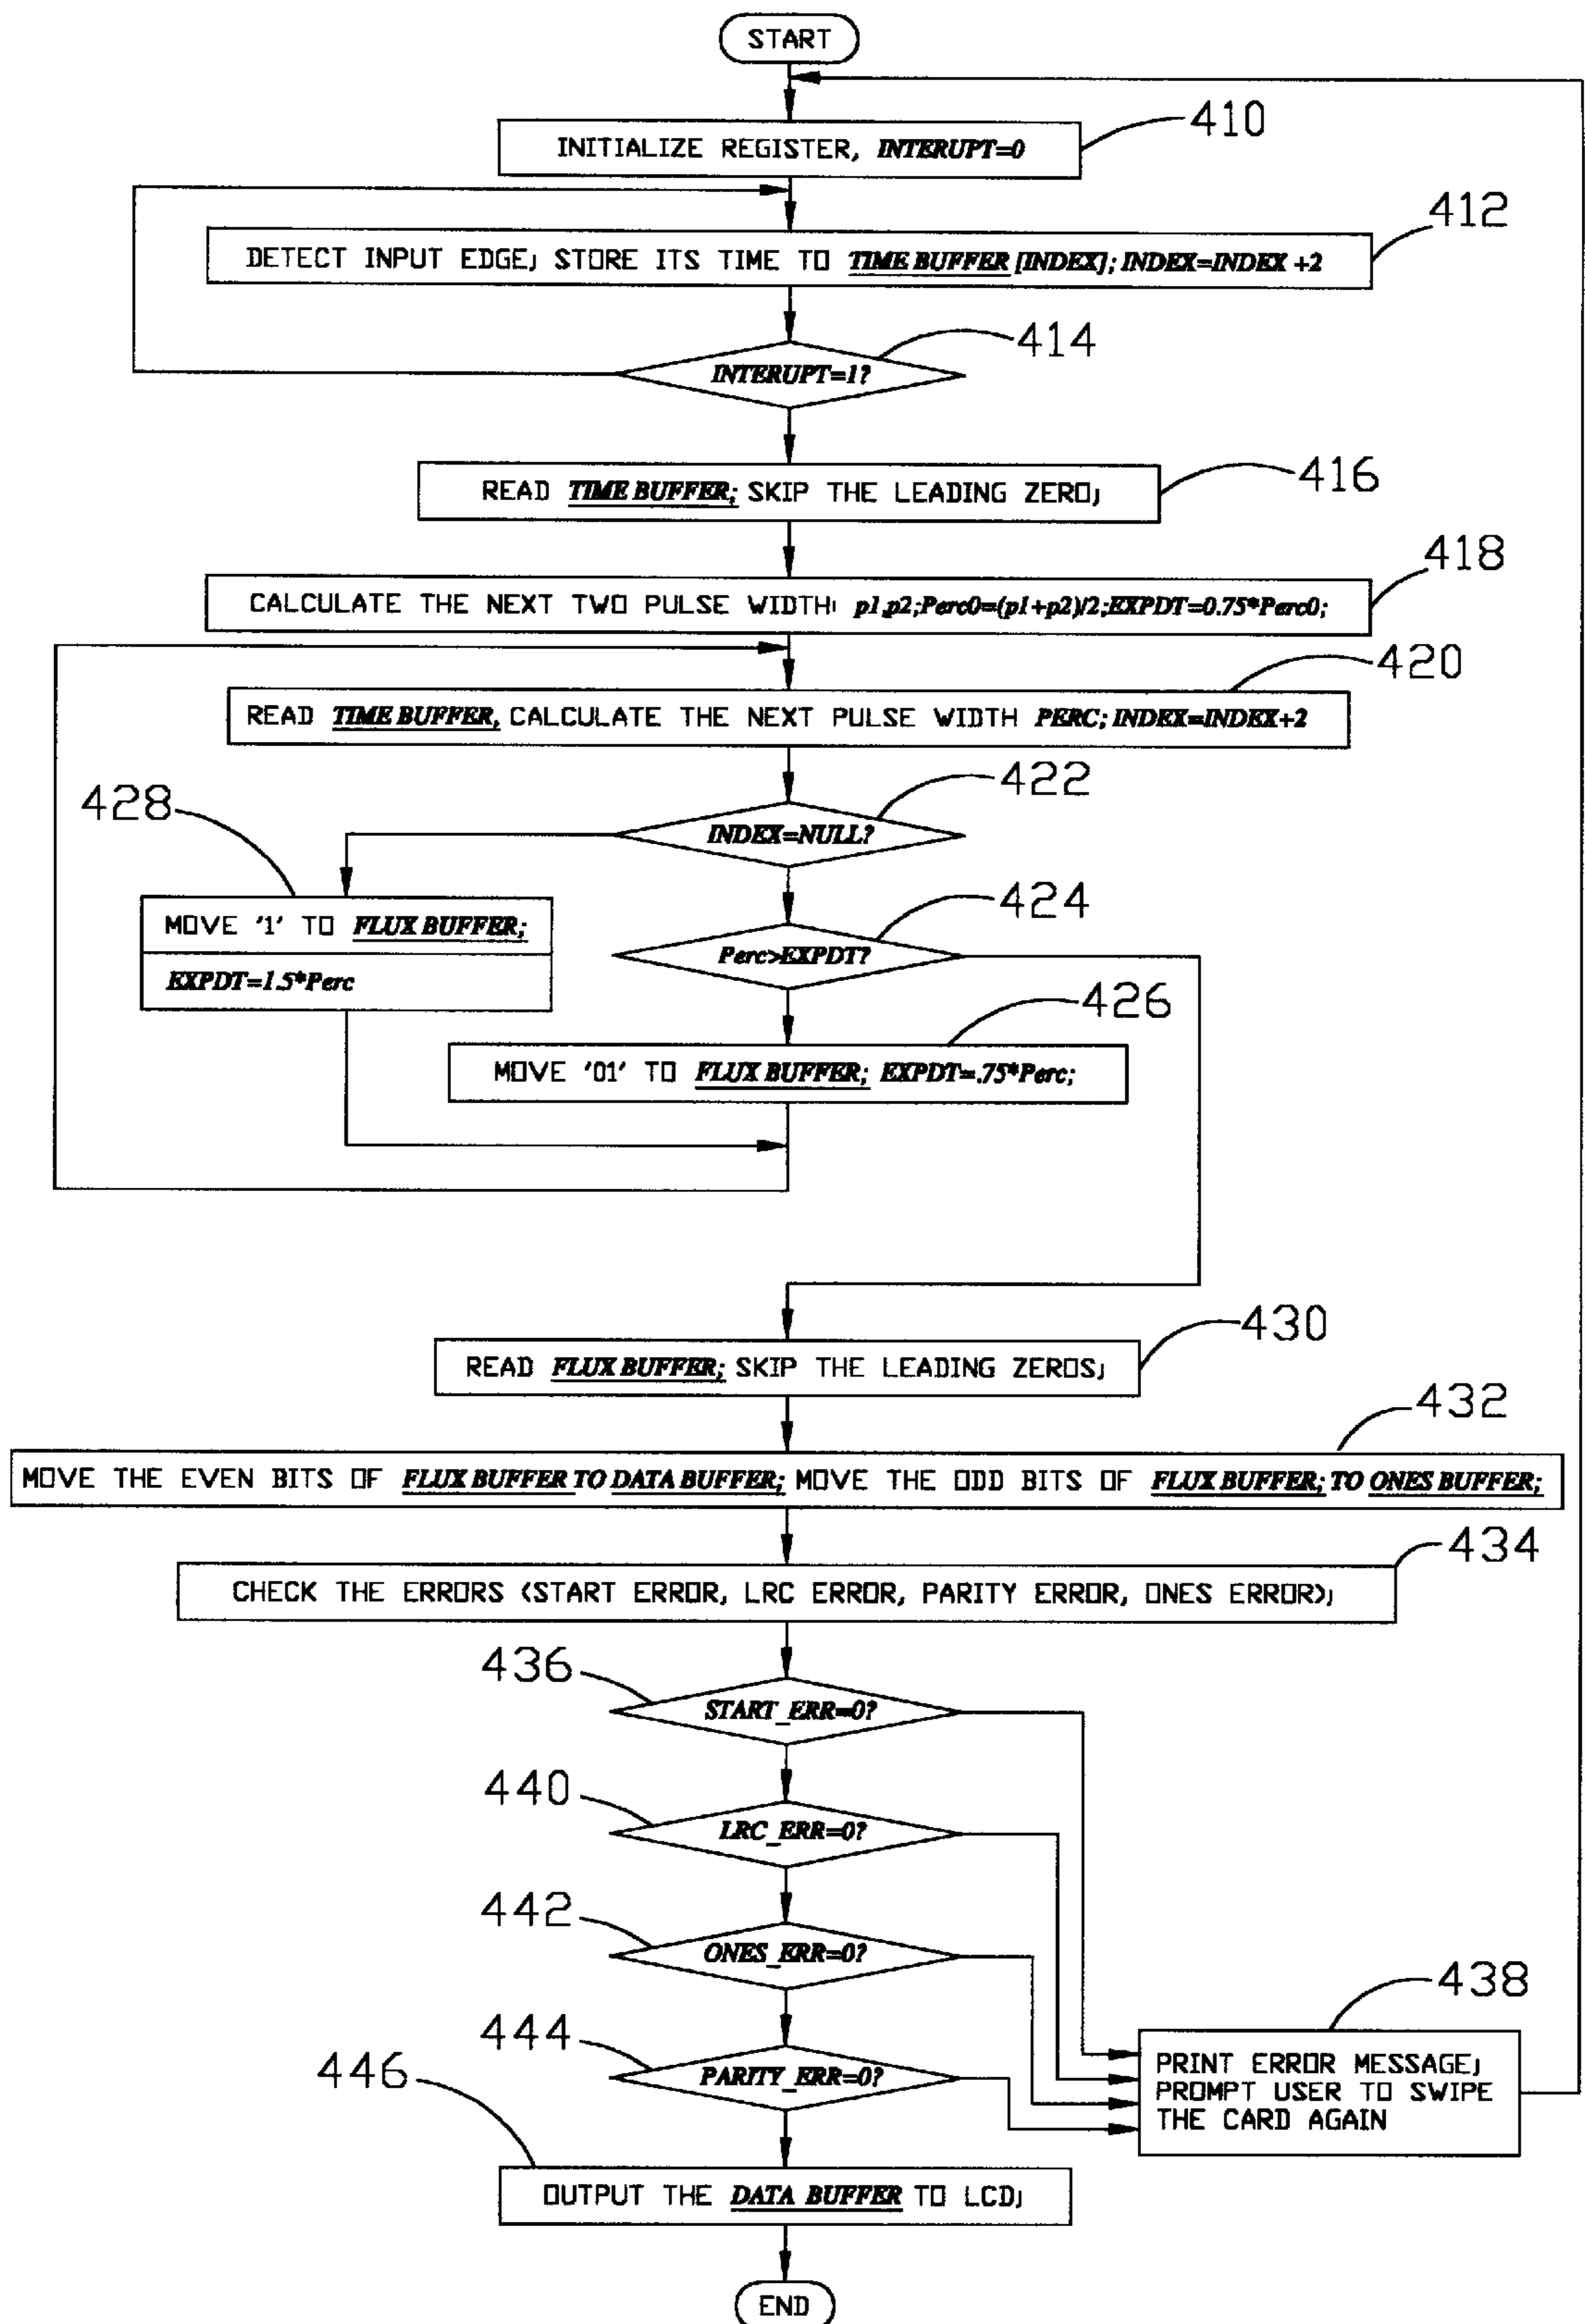 START
INITIALIZE REGISTER, INTERUPT=0
410
DETECT INPUT EDGE; STORE ITS TIME TO TIME BUFFER [INDEX]; INDEX=INDEX +2
412
INTERUPT=1?
414
READ TIME BUFFER; SKIP THE LEADING ZERO;
416
CALCULATE THE NEXT TWO PULSE WIDTH: p1,p2;Perc0=(p1+p2)/2;EXPDT=0.75*Perc0;
418
READ TIME BUFFER, CALCULATE THE NEXT PULSE WIDTH PERC; INDEX=INDEX+2
420
INDEX=NULL?
422
428
MOVE '1' TO FLUX BUFFER;
EXPDT=1.5*Perc
Perc>EXPDT?
424
MOVE '01' TO FLUX BUFFER; EXPDT=.75*Perc;
426
READ FLUX BUFFER; SKIP THE LEADING ZEROS;
430
MOVE THE EVEN BITS OF FLUX BUFFER TO DATA BUFFER; MOVE THE ODD BITS OF FLUX BUFFER; TO ONES BUFFER;
432
CHECK THE ERRORS (START ERROR, LRC ERROR, PARITY ERROR, ONES ERROR);
434
436
START_ERR=0?
440
LRC_ERR=0?
442
ONES_ERR=0?
444
PARITY_ERR=0?
438
PRINT ERROR MESSAGE;
PROMPT USER TO SWIPE
THE CARD AGAIN
446
OUTPUT THE DATA BUFFER TO LCD;
END